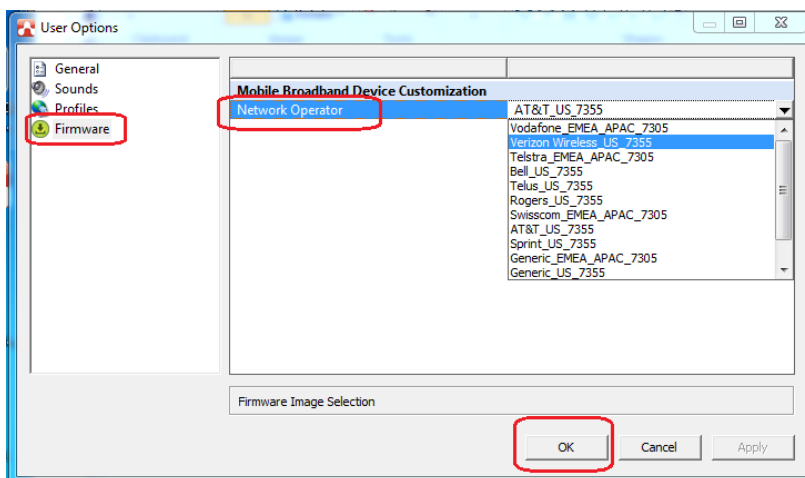 User Options
General
Sounds
Profiles
Firmware
Mobile Broadband Device Customization
Network Operator AT&T_US_7355
Vodafone_EMEA_APAC_7305
Verizon Wireless_US_7355
Telstra_EMEA_APAC_7305
Bell_US_7355
Telus_US_7355
Rogers_US_7355
Swisscom_EMEA_APAC_7305
AT&T_US_7355
Sprint_US_7355
Generic_EMEA_APAC_7305
Generic_US_7355
Firmware Image Selection
OK Cancel Apply